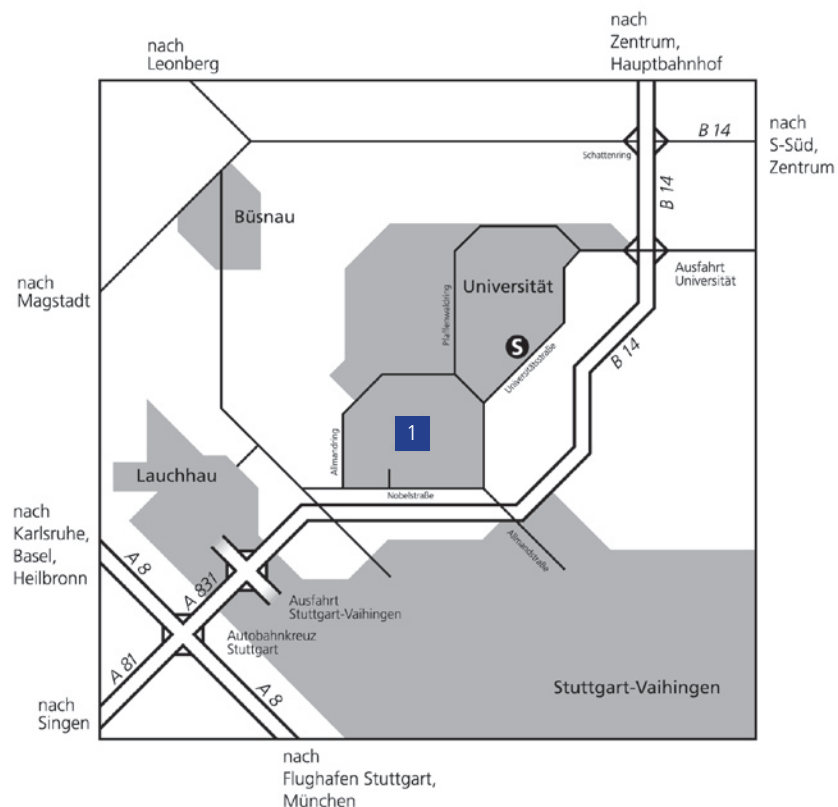 nach
Leonberg
nach
Zentrum,
Hauptbahnhof
B 14
nach
S-Süd,
Zentrum
Schattenring
B 14
Büsnau
Ausfahrt
Universität
nach
Magstadt
Universität
Pfaffenwaldring
S
Universitätsstraße
B 14
1
Allmandring
Lauchhau
Nobelstraße
nach
Karlsruhe,
Basel,
Heilbronn
A 8
Allmandstraße
A 831
Ausfahrt
Stuttgart-Vaihingen
Autobahnkreuz
Stuttgart
A 81
A 8
Stuttgart-Vaihingen
nach
Singen
nach
Flughafen Stuttgart,
München